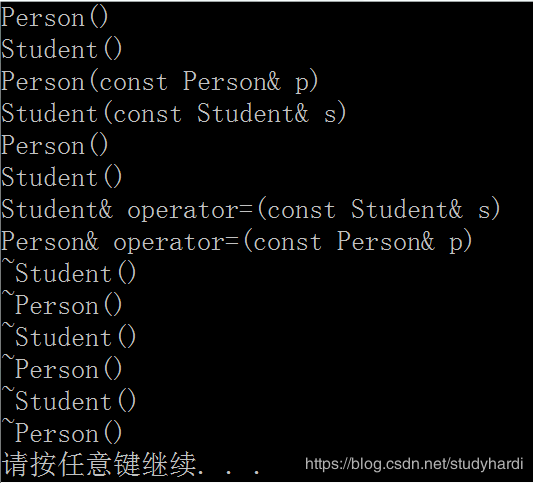 Person()
Student()
Person(const Person& p)
Student(const Student& s)
Person()
Student()
Student& operator=(const Student& s)
Person& operator=(const Person& p)
~Student()
~Person()
~Student()
~Person()
~Student()
~Person()
请按任意键继续. . .
https://blog.csdn.net/studyhardi